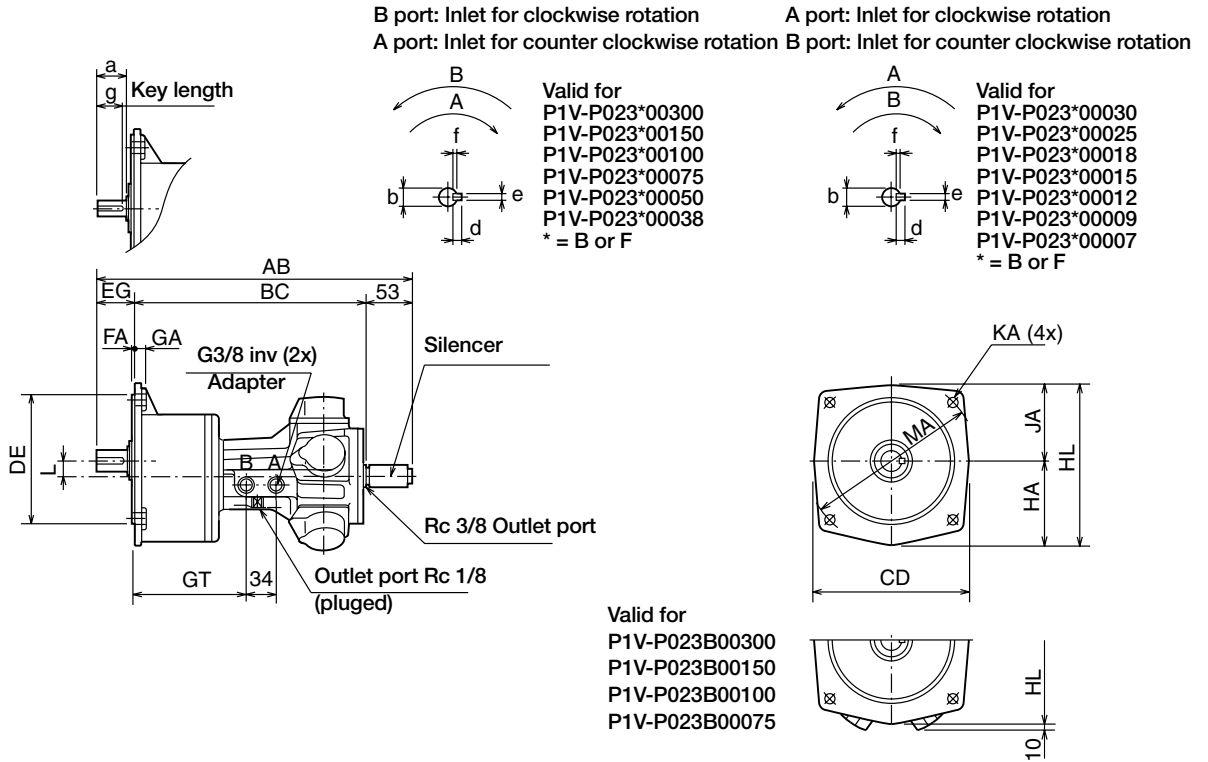 B port: Inlet for clockwise rotation
A port: Inlet for counter clockwise rotation
A port: Inlet for clockwise rotation
B port: Inlet for counter clockwise rotation
a
g
Key length
B
A
f
b
e
d
Valid for
P1V-P023*00300
P1V-P023*00150
P1V-P023*00100
P1V-P023*00075
P1V-P023*00050
P1V-P023*00038
* = B or F
A
B
f
b
e
d
Valid for
P1V-P023*00030
P1V-P023*00025
P1V-P023*00018
P1V-P023*00015
P1V-P023*00012
P1V-P023*00009
P1V-P023*00007
* = B or F
AB
EG
BC
53
FA
GA
G3/8 inv (2x)
Adapter
Silencer
DE
L
B
A
Rc 3/8 Outlet port
GT
34
Outlet port Rc 1/8
(pluged)
KA (4x)
MA
JA
HA
HL
CD
Valid for
P1V-P023B00300
P1V-P023B00150
P1V-P023B00100
P1V-P023B00075
HL
10